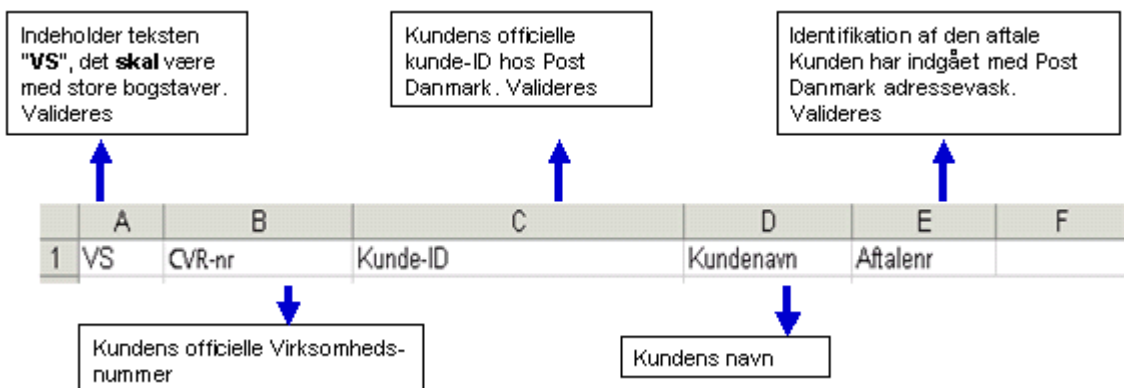 Indeholder teksten
"VS", det skal være
med store bogstaver.
Valideres
Kundens officielle
kunde-ID hos Post
Danmark. Valideres
Identifikation af den aftale
Kunden har indgået med Post
Danmark adressevask.
Valideres
A B C D E F
1 VS CVR-nr Kunde-ID Kundenavn Aftalenr
Kundens officielle Virksomheds-
nummer
Kundens navn